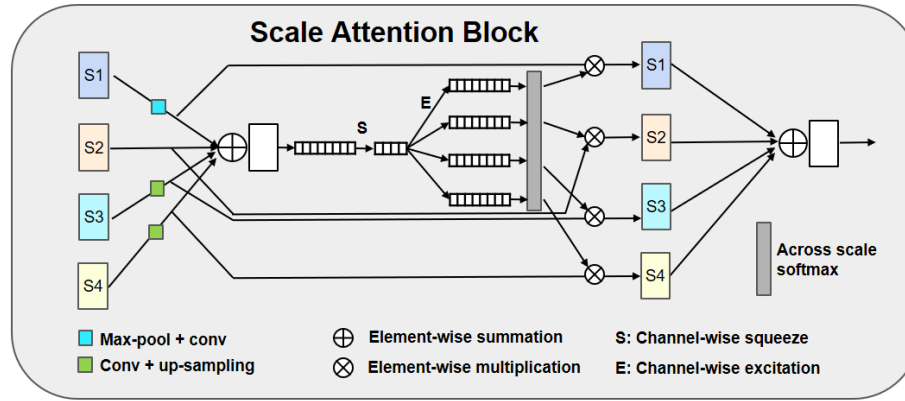 Scale Attention Block
S1
S2
S3
S4
S
E
S1
S2
S3
S4
Across scale
softmax
Max-pool + conv
Conv + up-sampling
Element-wise summation
Element-wise multiplication
S: Channel-wise squeeze
E: Channel-wise excitation